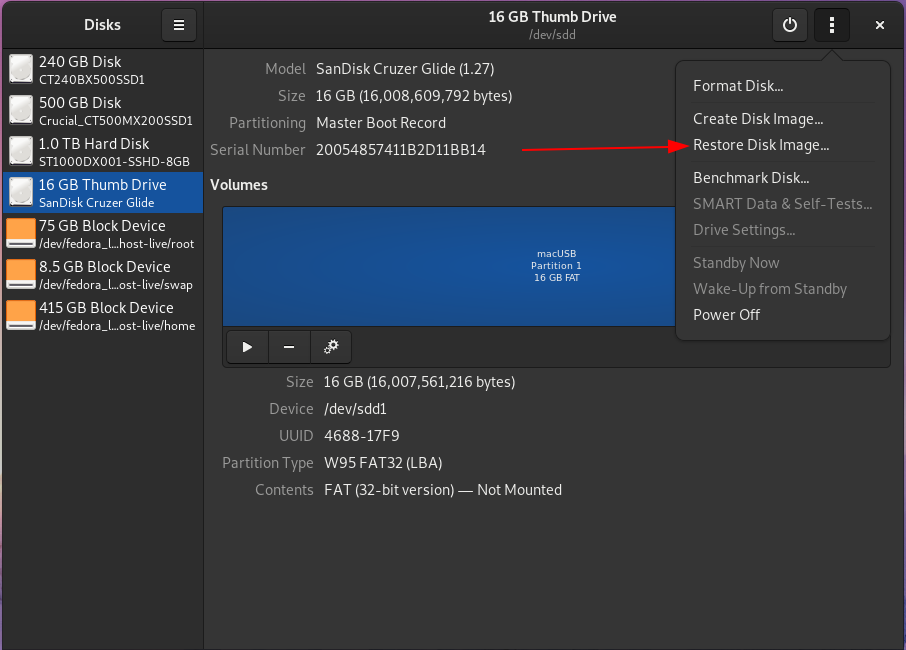 Disks
16 GB Thumb Drive
/dev/sdd
240 GB Disk
CT240BX500SSD1
500 GB Disk
Crucial_CT500MX200SSD1
1.0 TB Hard Disk
ST1000DX001-SSHD-8GB
16 GB Thumb Drive
SanDisk Cruzer Glide
75 GB Block Device
/dev/fedora_l…host-live/root
8.5 GB Block Device
/dev/fedora_l…ost-live/swap
415 GB Block Device
/dev/fedora_l…ost-live/home
Model SanDisk Cruzer Glide (1.27)
Size 16 GB (16,008,609,792 bytes)
Partitioning Master Boot Record
Serial Number 20054857411B2D11BB14
Volumes
macUSB
Partition 1
16 GB FAT
Size 16 GB (16,007,561,216 bytes)
Device /dev/sdd1
UUID 4688-17F9
Partition Type W95 FAT32 (LBA)
Contents FAT (32-bit version) — Not Mounted
Format Disk…
Create Disk Image…
Restore Disk Image…
Benchmark Disk…
SMART Data & Self-Tests…
Drive Settings…
Standby Now
Wake-Up from Standby
Power Off